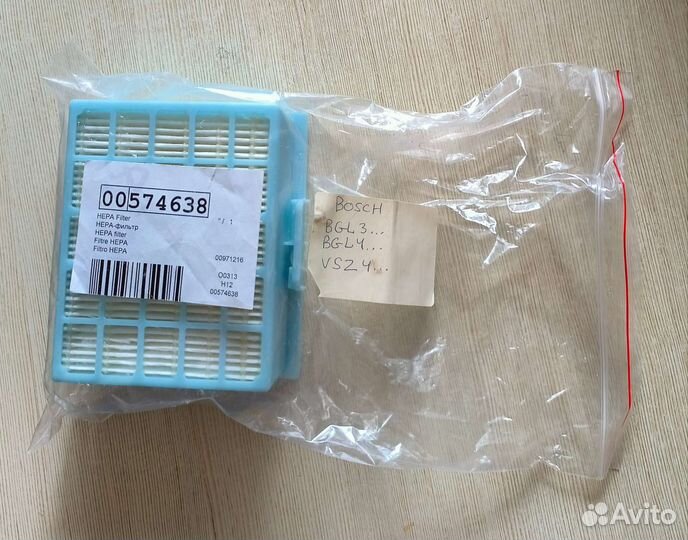 00574638
HEPA Filter
"/ 1
HEPA-фильтр
HEPA filter
Filtre HEPA
Filtro HEPA
00971216
O0313
H12
00574638
BOSCH
BGL3...
BGL4...
VSZ4...
Avito